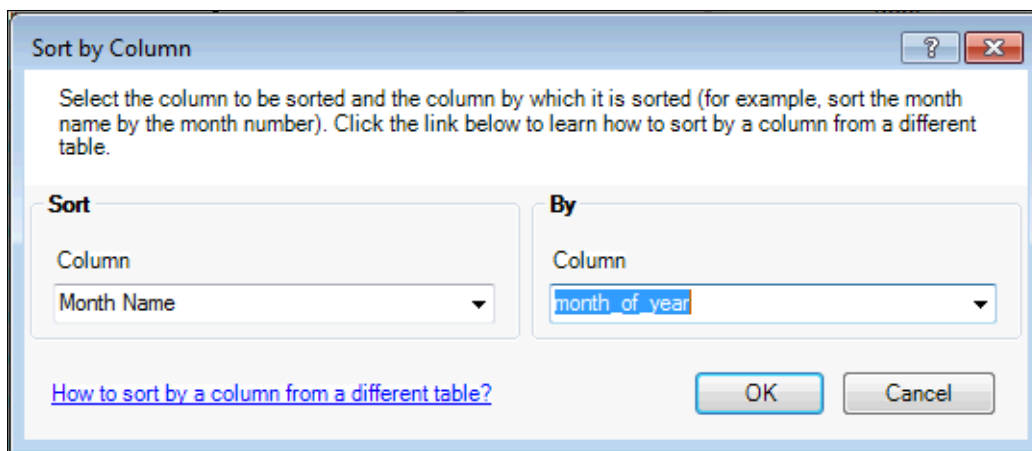 Sort by Column
Select the column to be sorted and the column by which it is sorted (for example, sort the month
name by the month number). Click the link below to learn how to sort by a column from a different
table.
Sort
By
Column
Column
Month Name
month_of_year
How to sort by a column from a different table?
OK
Cancel